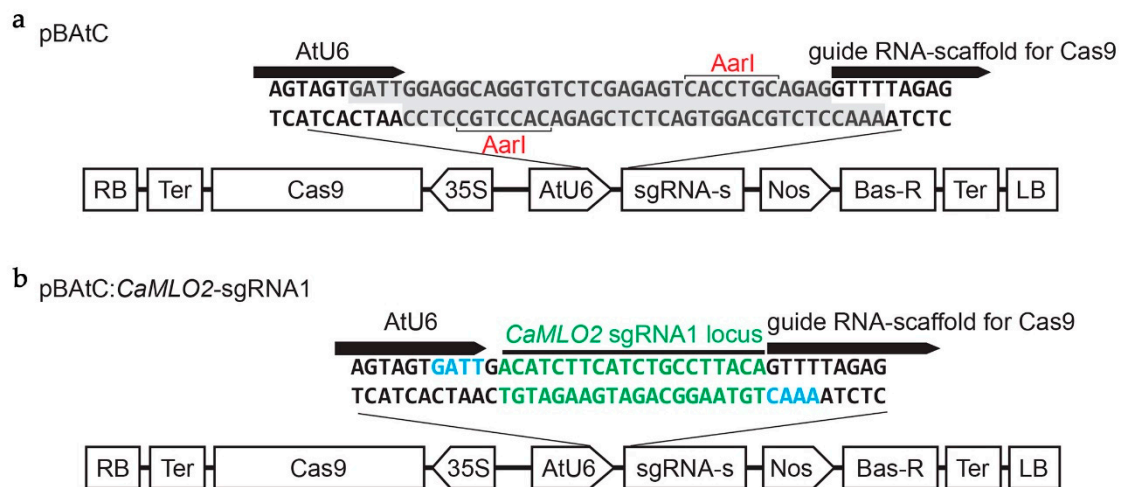 a
pBAtC
AtU6
AarI
guide RNA-scaffold for Cas9
AGTAGTGATTGGAGGCAGGTGTCTCGAGAGTCACCTGCAGAGGTTTTAGAG
TCATCACTAACCTCCGTCCACAGAGCTCTCAGTGGACGTCTCCAAAATCTC
AarI
RB Ter Cas9 35S AtU6 sgRNA-s Nos Bas-R Ter LB
b
pBAtC:CaMLO2-sgRNA1
AtU6
CaMLO2 sgRNA1 locus
guide RNA-scaffold for Cas9
AGTAGTGATTGACATCTTCATCTGCCTTACAGTTTTAGAG
TCATCACTAACTGTAGAAGTAGACGGAATGTCAAAATCTC
RB Ter Cas9 35S AtU6 sgRNA-s Nos Bas-R Ter LB